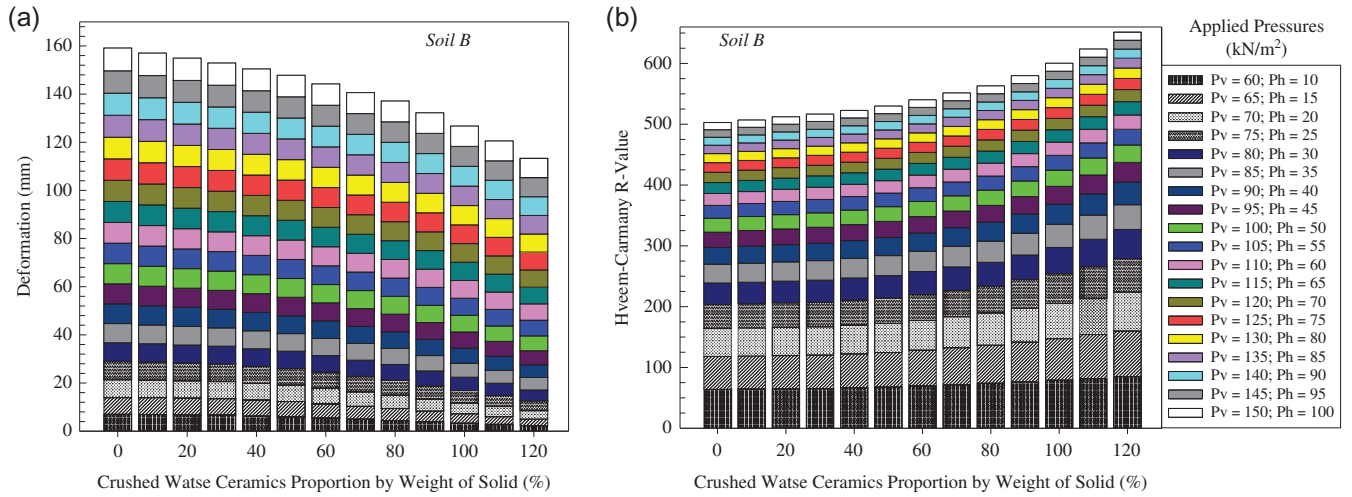 (a)
Soil B
160
140
120
100
80
60
40
20
0
Deformation (mm)
0 20 40 60 80 100 120
Crushed Watse Ceramics Proportion by Weight of Solid (%)
(b)
Soil B
600
500
400
300
200
100
0
Hveem-Carmany R-Value
0 20 40 60 80 100 120
Crushed Watse Ceramics Proportion by Weight of Solid (%)
Applied Pressures
(kN/m²)
Pv = 60; Ph = 10
Pv = 65; Ph = 15
Pv = 70; Ph = 20
Pv = 75; Ph = 25
Pv = 80; Ph = 30
Pv = 85; Ph = 35
Pv = 90; Ph = 40
Pv = 95; Ph = 45
Pv = 100; Ph = 50
Pv = 105; Ph = 55
Pv = 110; Ph = 60
Pv = 115; Ph = 65
Pv = 120; Ph = 70
Pv = 125; Ph = 75
Pv = 130; Ph = 80
Pv = 135; Ph = 85
Pv = 140; Ph = 90
Pv = 145; Ph = 95
Pv = 150; Ph = 100